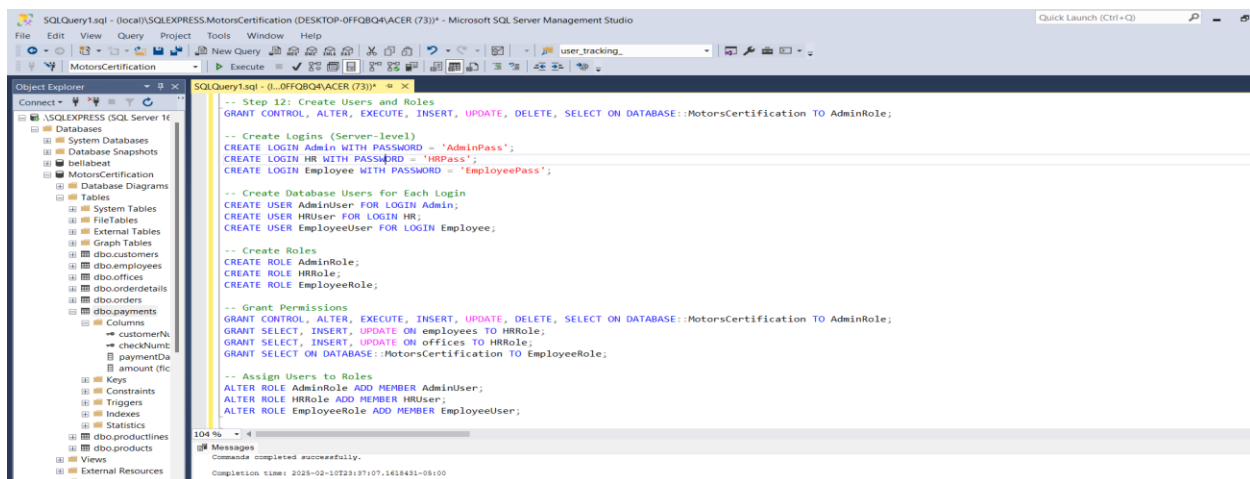 SQLQuery1.sql - (local)\SQLEXPRESS.MotorsCertification (DESKTOP-0FFQBQ4\ACER (73))* - Microsoft SQL Server Management Studio
Quick Launch (Ctrl+Q)
File Edit View Query Project Tools Window Help
New Query user_tracking_
MotorsCertification Execute
Object Explorer
SQLQuery1.sql - (l...0FFQBQ4\ACER (73))*
Connect
.\SQLEXPRESS (SQL Server 16
Databases
System Databases
Database Snapshots
bellabeat
MotorsCertification
Database Diagrams
Tables
System Tables
FileTables
External Tables
Graph Tables
dbo.customers
dbo.employees
dbo.offices
dbo.orderdetails
dbo.orders
dbo.payments
Columns
customerNu
checkNumb
paymentDa
amount (flo
Keys
Constraints
Triggers
Indexes
Statistics
dbo.productlines
dbo.products
Views
External Resources
-- Step 12: Create Users and Roles
GRANT CONTROL, ALTER, EXECUTE, INSERT, UPDATE, DELETE, SELECT ON DATABASE::MotorsCertification TO AdminRole;
-- Create Logins (Server-level)
CREATE LOGIN Admin WITH PASSWORD = 'AdminPass';
CREATE LOGIN HR WITH PASSWORD = 'HRPass';
CREATE LOGIN Employee WITH PASSWORD = 'EmployeePass';
-- Create Database Users for Each Login
CREATE USER AdminUser FOR LOGIN Admin;
CREATE USER HRUser FOR LOGIN HR;
CREATE USER EmployeeUser FOR LOGIN Employee;
-- Create Roles
CREATE ROLE AdminRole;
CREATE ROLE HRRole;
CREATE ROLE EmployeeRole;
-- Grant Permissions
GRANT CONTROL, ALTER, EXECUTE, INSERT, UPDATE, DELETE, SELECT ON DATABASE::MotorsCertification TO AdminRole;
GRANT SELECT, INSERT, UPDATE ON employees TO HRRole;
GRANT SELECT, INSERT, UPDATE ON offices TO HRRole;
GRANT SELECT ON DATABASE::MotorsCertification TO EmployeeRole;
-- Assign Users to Roles
ALTER ROLE AdminRole ADD MEMBER AdminUser;
ALTER ROLE HRRole ADD MEMBER HRUser;
ALTER ROLE EmployeeRole ADD MEMBER EmployeeUser;
104 %
Messages
Commands completed successfully.
Completion time: 2025-02-10T23:37:07.1618431-05:00